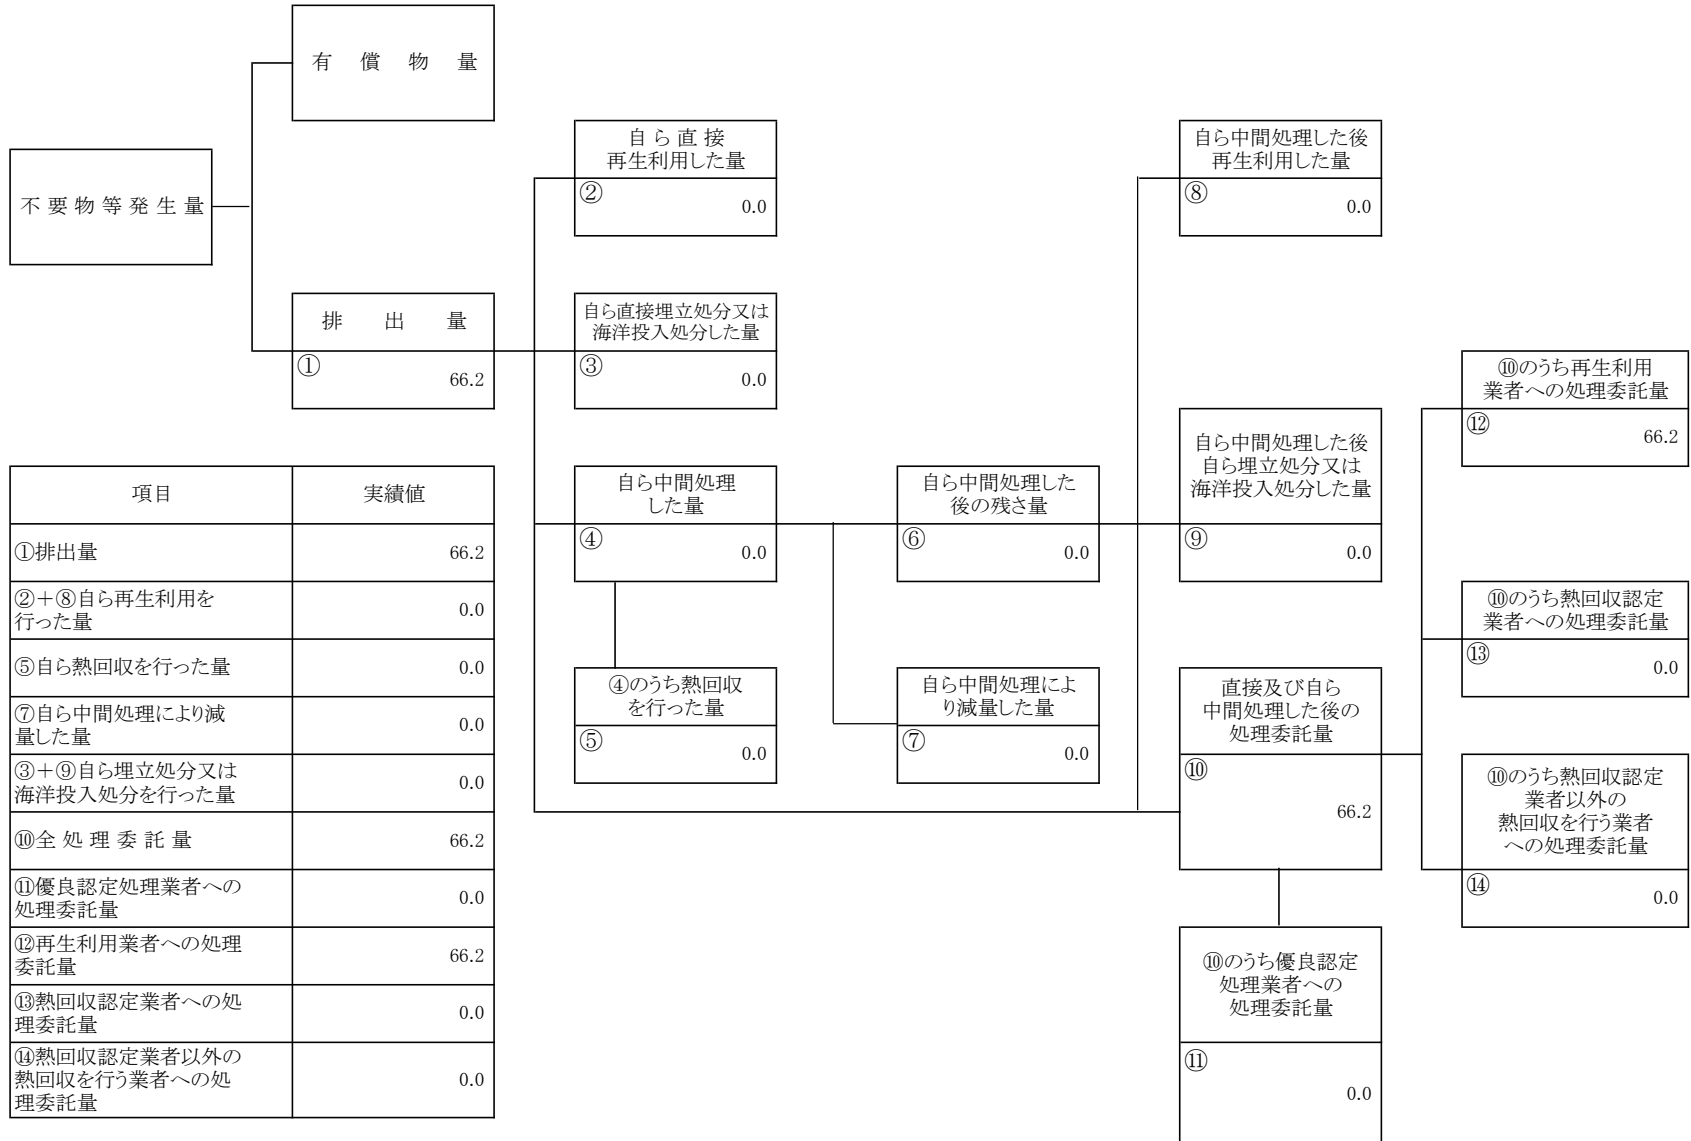 有 償 物 量
不 要 物 等 発 生 量
排 出 量
①
66.2
自 ら 直 接
再生利用した量
②
0.0
自ら直接埋立処分又は
海洋投入処分した量
③
0.0
自ら中間処理
した量
④
0.0
④のうち熱回収
を行った量
⑤
0.0
自ら中間処理した
後の残さ量
⑥
0.0
自ら中間処理によ
り減量した量
⑦
0.0
自ら中間処理した後
再生利用した量
⑧
0.0
自ら中間処理した後
自ら埋立処分又は
海洋投入処分した量
⑨
0.0
直接及び自ら
中間処理した後の
処理委託量
⑩
66.2
⑩のうち優良認定
処理業者への
処理委託量
⑪
0.0
⑩のうち再生利用
業者への処理委託量
⑫
66.2
⑩のうち熱回収認定
業者への処理委託量
⑬
0.0
⑩のうち熱回収認定
業者以外の
熱回収を行う業者
への処理委託量
⑭
0.0
項目 実績値
①排出量 66.2
②＋⑧自ら再生利用を
行った量 0.0
⑤自ら熱回収を行った量 0.0
⑦自ら中間処理により減
量した量 0.0
③＋⑨自ら埋立処分又は
海洋投入処分を行った量 0.0
⑩全 処 理 委 託 量 66.2
⑪優良認定処理業者への
処理委託量 0.0
⑫再生利用業者への処理
委託量 66.2
⑬熱回収認定業者への処
理委託量 0.0
⑭熱回収認定業者以外の
熱回収を行う業者への処 0.0
理委託量